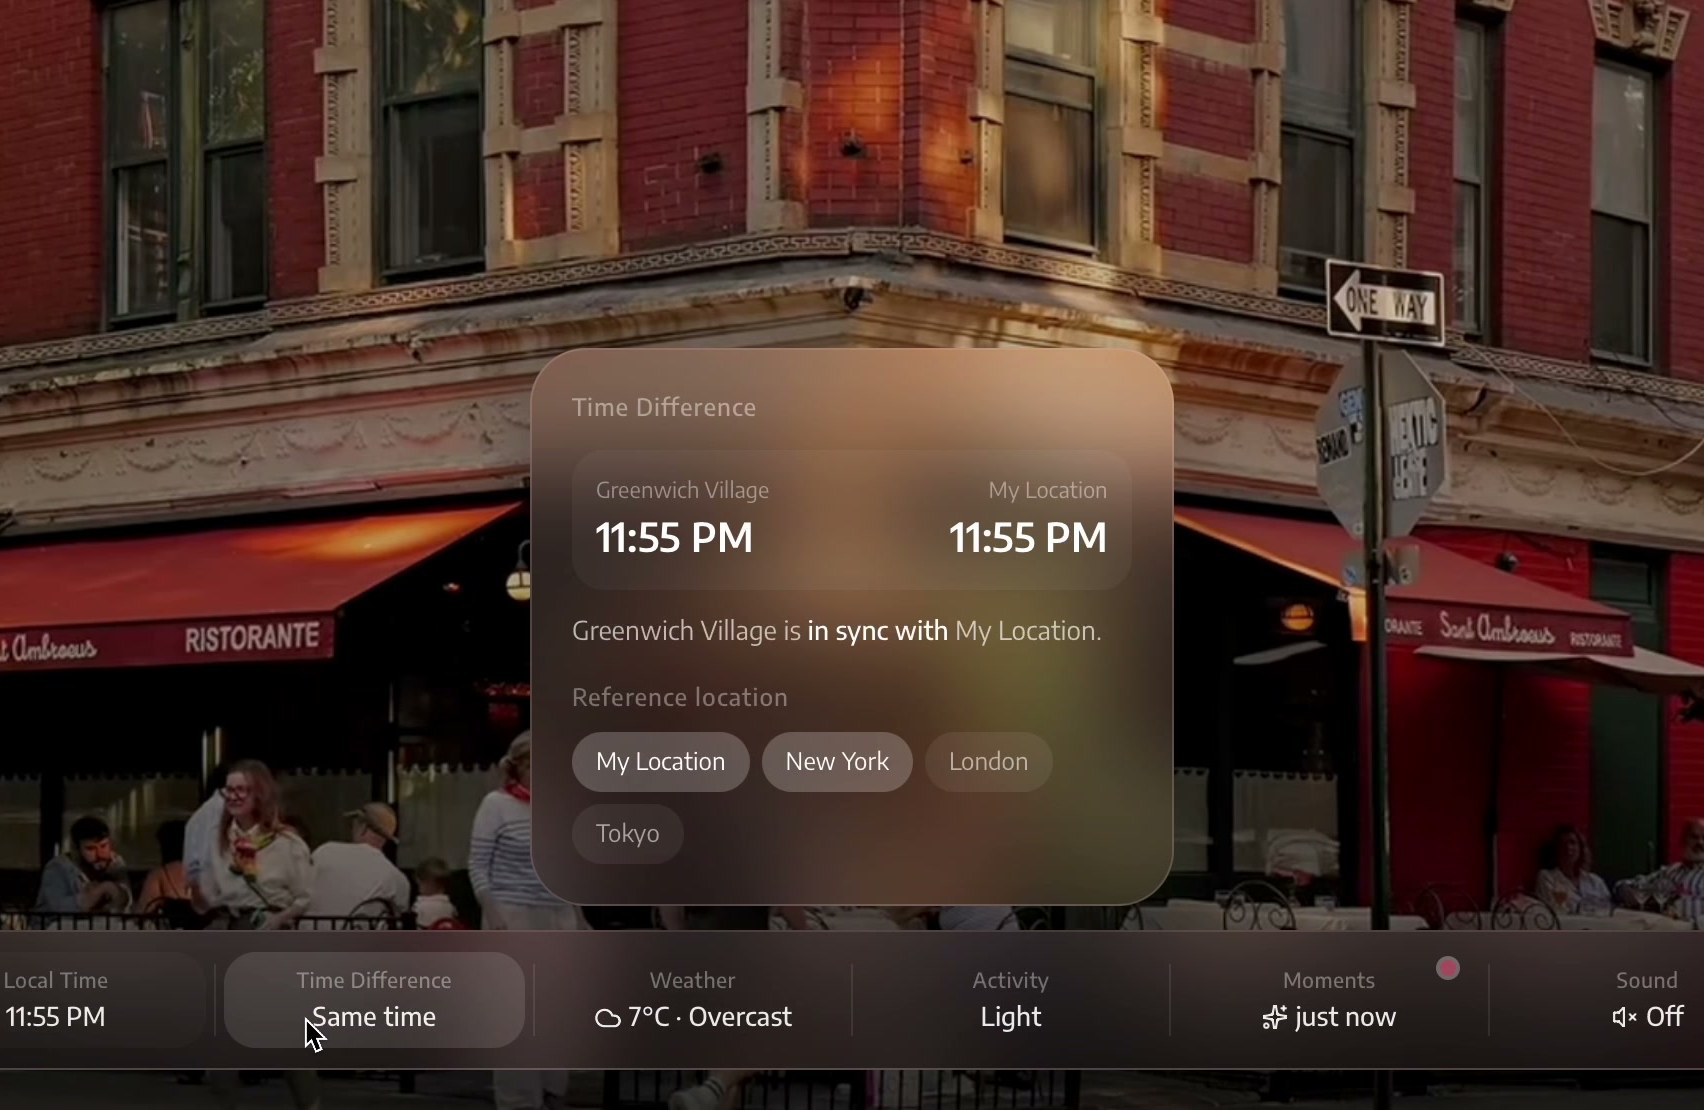 ONE WAY
Time Difference
Greenwich Village
My Location
11:55 PM
11:55 PM
Greenwich Village is in sync with My Location.
Reference location
My Location
New York
London
Tokyo
t Ambroeus
RISTORANTE
ORANTE
Sant Ambroeus
RISTORANTE
Local Time
11:55 PM
Time Difference
Same time
Weather
7°C · Overcast
Activity
Light
Moments
just now
Sound
Off